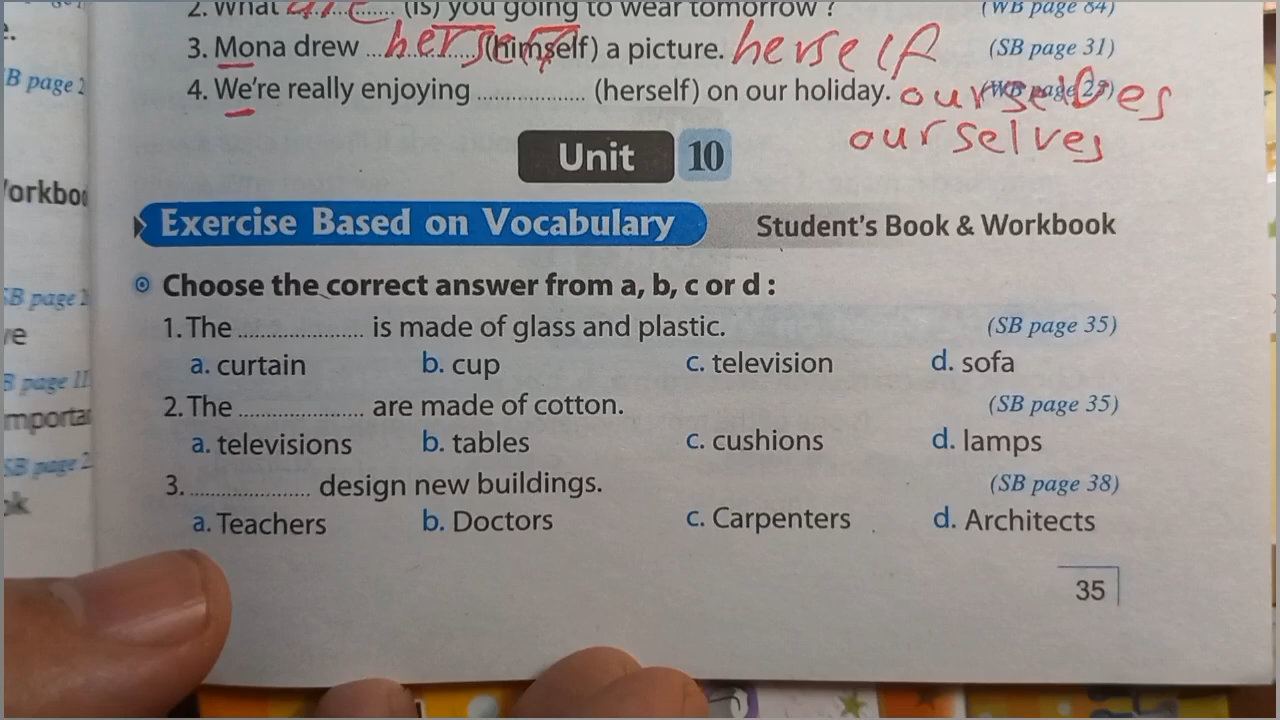 2. What are (is) you going to wear tomorrow ? (WB page 64)
3. Mona drew ..herself..(himself) a picture. herself (SB page 31)
4. We're really enjoying .................. (herself) on our holiday. ourselves
ourselves
Unit 10
Exercise Based on Vocabulary Student's Book & Workbook
Choose the correct answer from a, b, c or d :
1. The ..................... is made of glass and plastic. (SB page 35)
a. curtain b. cup c. television d. sofa
2. The ..................... are made of cotton. (SB page 35)
a. televisions b. tables c. cushions d. lamps
3. ..................... design new buildings. (SB page 38)
a. Teachers b. Doctors c. Carpenters d. Architects
35